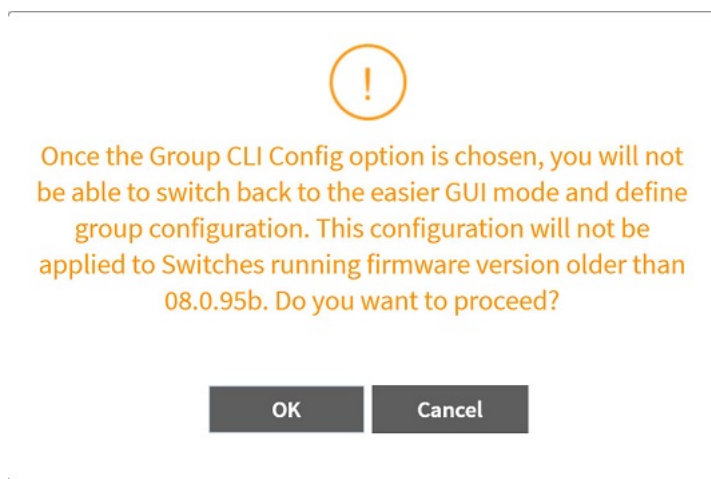 !
Once the Group CLI Config option is chosen, you will not
be able to switch back to the easier GUI mode and define
group configuration. This configuration will not be
applied to Switches running firmware version older than
08.0.95b. Do you want to proceed?
OK Cancel